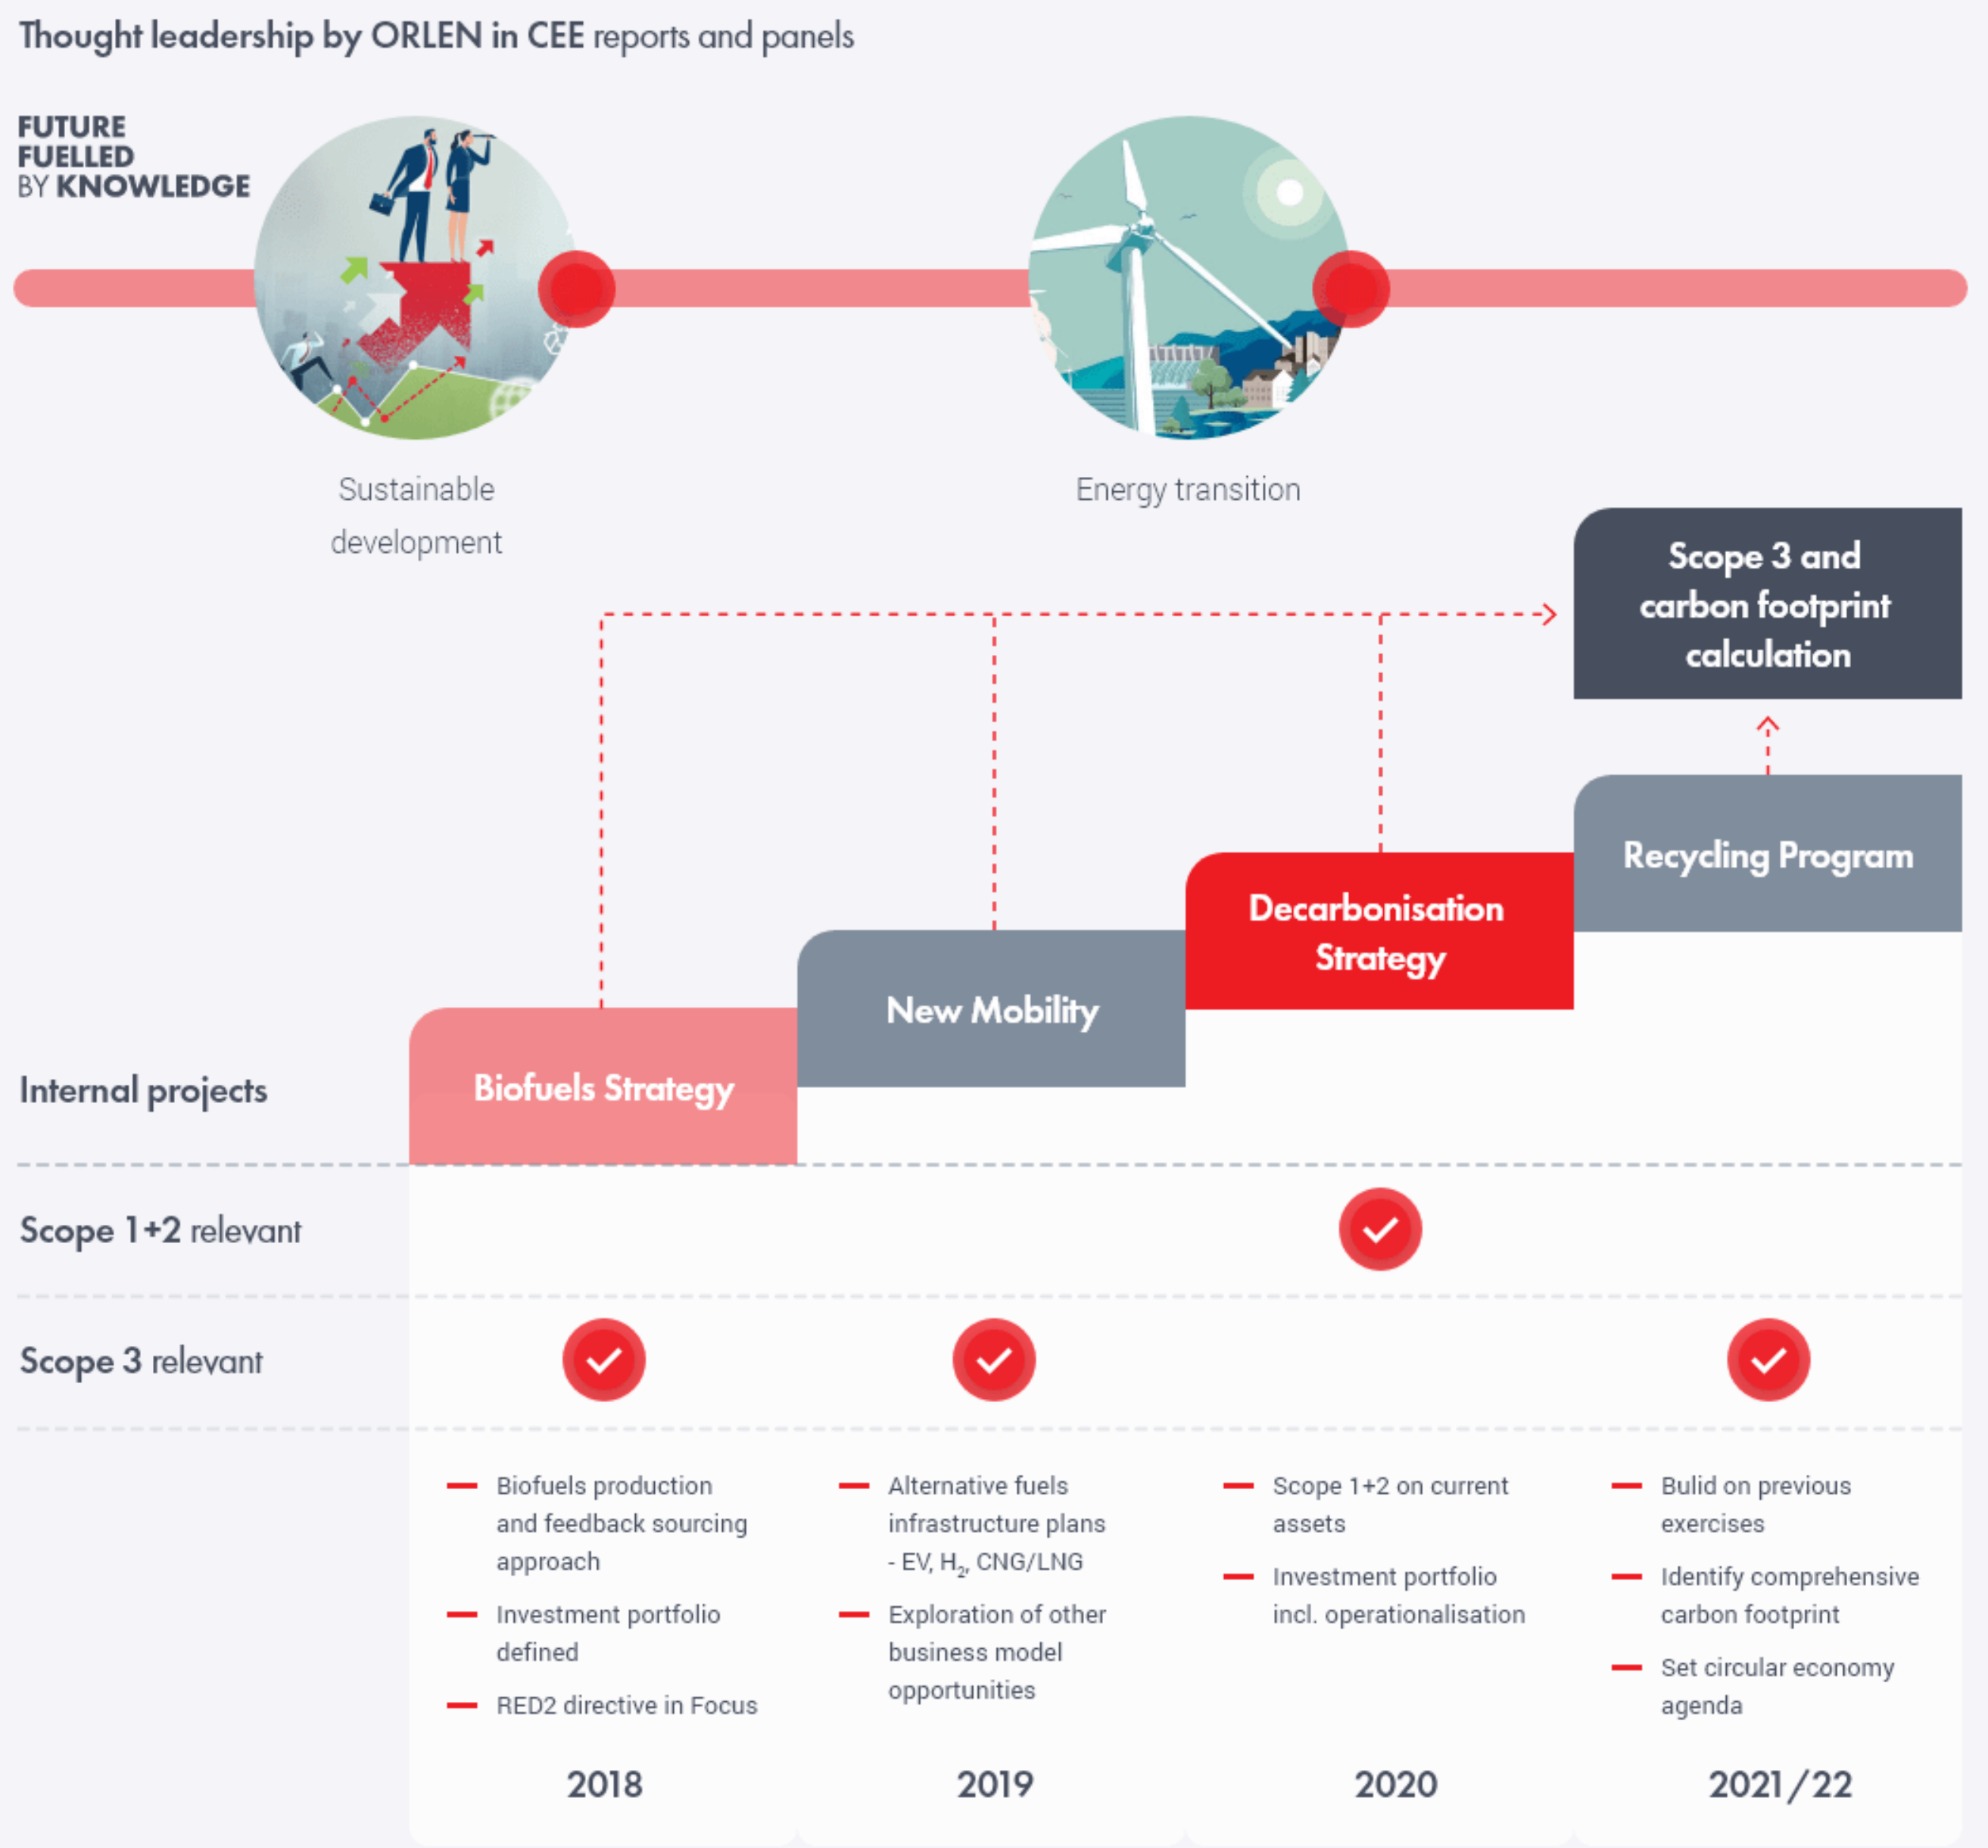 Thought leadership by ORLEN in CEE reports and panels
FUTURE
FUELLED
BY KNOWLEDGE
Sustainable
development
Energy transition
Scope 3 and
carbon footprint
calculation
Recycling Program
Decarbonisation
Strategy
New Mobility
Biofuels Strategy
Internal projects
Scope 1+2 relevant
Scope 3 relevant
Biofuels production
and feedback sourcing
approach
Investment portfolio
defined
RED2 directive in Focus
2018
Alternative fuels
infrastructure plans
- EV, H₂, CNG/LNG
Exploration of other
business model
opportunities
2019
Scope 1+2 on current
assets
Investment portfolio
incl. operationalisation
2020
Bulid on previous
exercises
Identify comprehensive
carbon footprint
Set circular economy
agenda
2021/22